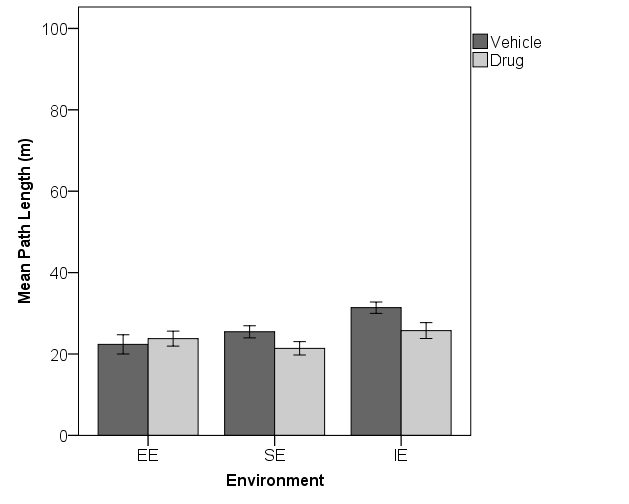 100
80
60
40
20
0
Mean Path Length (m)
EE
SE
IE
Environment
Vehicle
Drug